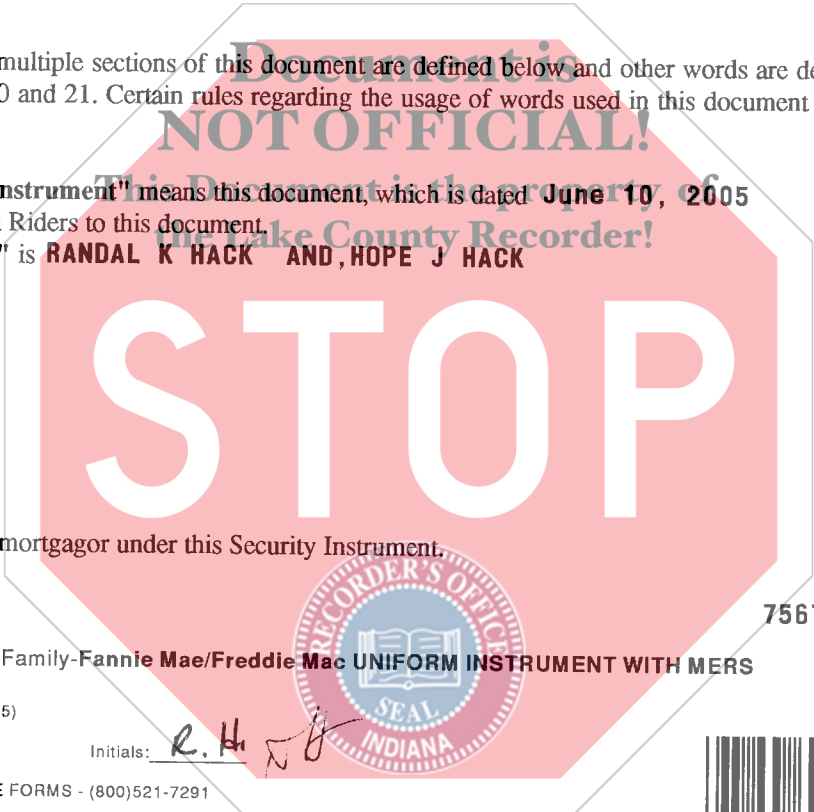 Document is
multiple sections of this document are defined below and other words are de
0 and 21. Certain rules regarding the usage of words used in this document
NOT OFFICIAL!
This Document is the property of
nstrument" means this document, which is dated June 10, 2005
Riders to this document.
the Lake County Recorder!
" is RANDAL K HACK AND, HOPE J HACK
STOP
mortgagor under this Security Instrument.
RECORDER'S OFFICE
7567
Family-Fannie Mae/Freddie Mac UNIFORM INSTRUMENT WITH MERS
5)
SEAL
INDIANA
Initials: R. H.
E FORMS - (800)521-7291